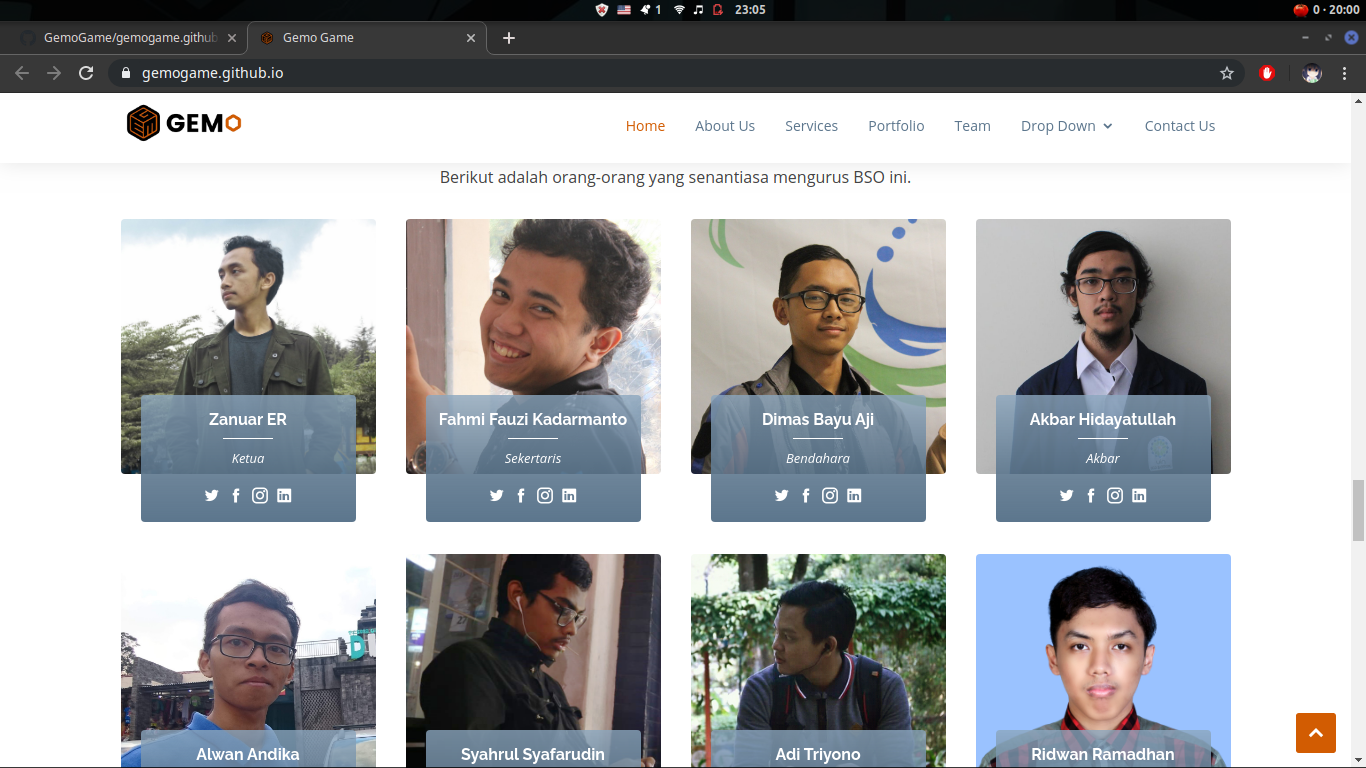 1
23:05
0 · 20:00
GemoGame/gemogame.github
Gemo Game
gemogame.github.io
GEMO
Home
About Us
Services
Portfolio
Team
Drop Down
Contact Us
Berikut adalah orang-orang yang senantiasa mengurus BSO ini.
Zanuar ER
Ketua
Fahmi Fauzi Kadarmanto
Sekertaris
Dimas Bayu Aji
Bendahara
Akbar Hidayatullah
Akbar
Alwan Andika
Syahrul Syafarudin
Adi Triyono
Ridwan Ramadhan